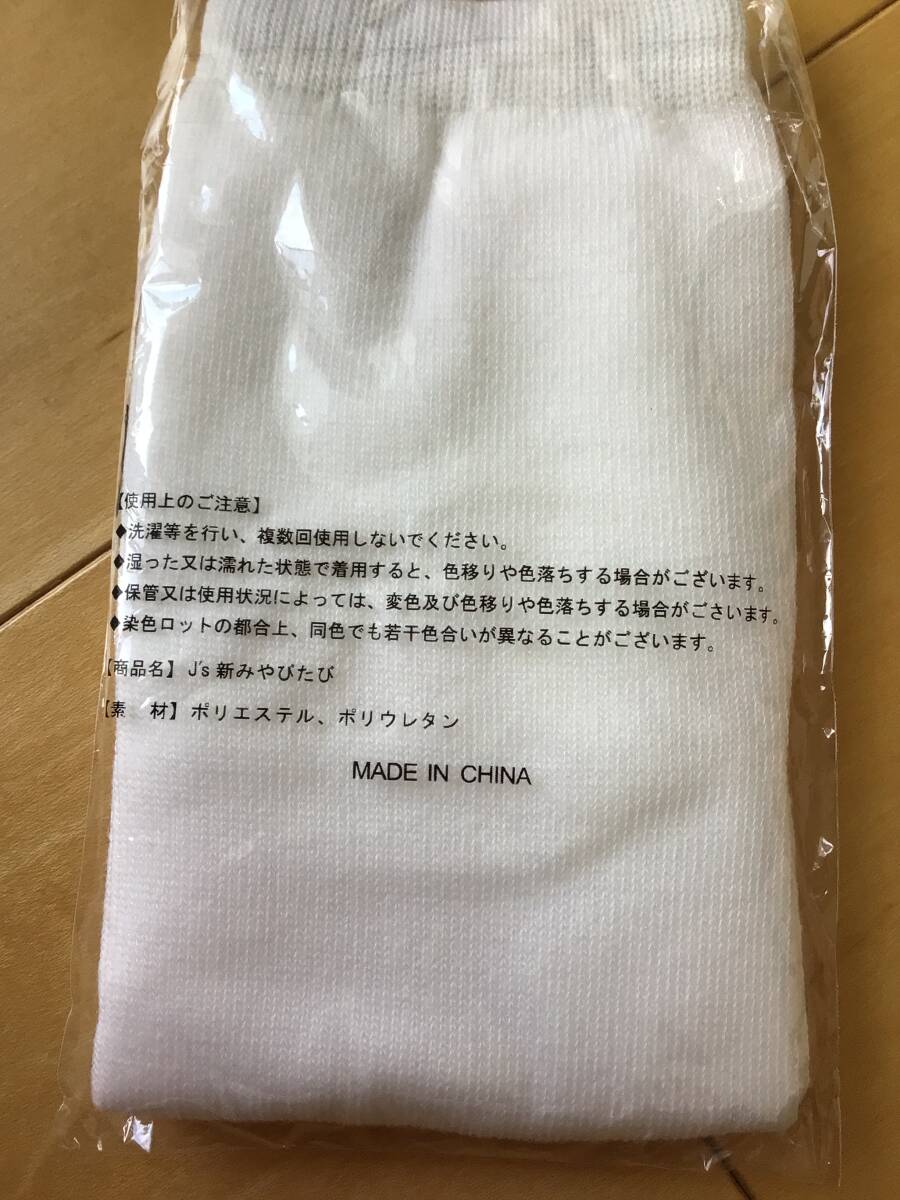 【使用上のご注意】
◆洗濯等を行い、複数回使用しないでください。
◆湿った又は濡れた状態で着用すると、色移りや色落ちする場合がございます。
◆保管又は使用状況によっては、変色及び色移りや色落ちする場合がございます。
◆染色ロットの都合上、同色でも若干色合いが異なることがございます。
【商品名】J's 新みやびたび
【素　材】ポリエステル、ポリウレタン
MADE IN CHINA